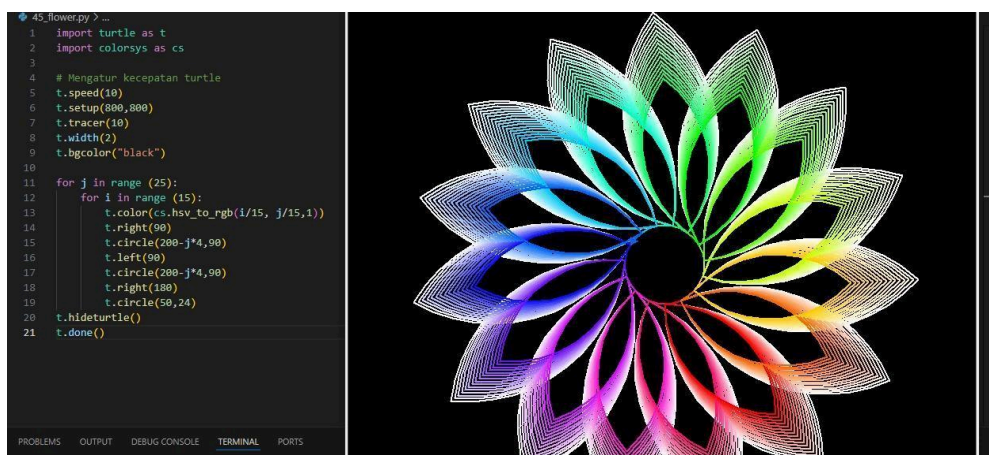 45_flower.py > ...
1 import turtle as t
2 import colorsys as cs
3
4 # Mengatur kecepatan turtle
5 t.speed(10)
6 t.setup(800,800)
7 t.tracer(10)
8 t.width(2)
9 t.bgcolor("black")
10
11 for j in range (25):
12     for i in range (15):
13         t.color(cs.hsv_to_rgb(i/15, j/15,1))
14         t.right(90)
15         t.circle(200-j*4,90)
16         t.left(90)
17         t.circle(200-j*4,90)
18         t.right(180)
19         t.circle(50,24)
20 t.hideturtle()
21 t.done()
PROBLEMS OUTPUT DEBUG CONSOLE TERMINAL PORTS